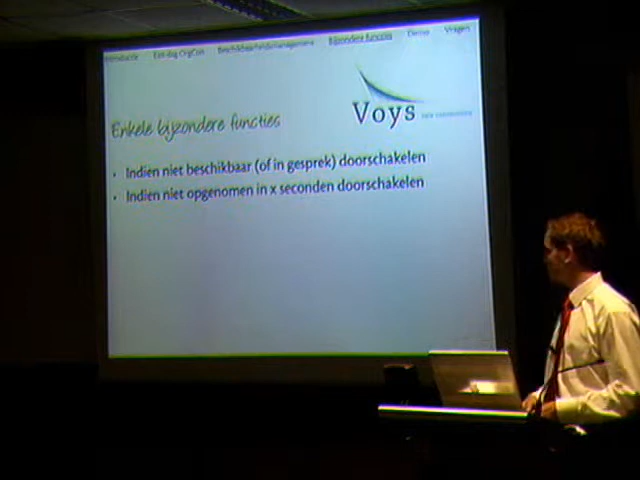 Introductie Een dag OrgCon Beschikbaarheidsmanagement Bijzondere functies Demo Vragen
Voys
Enkele bijzondere functies
• Indien niet beschikbaar (of in gesprek) doorschakelen
• Indien niet opgenomen in x seconden doorschakelen